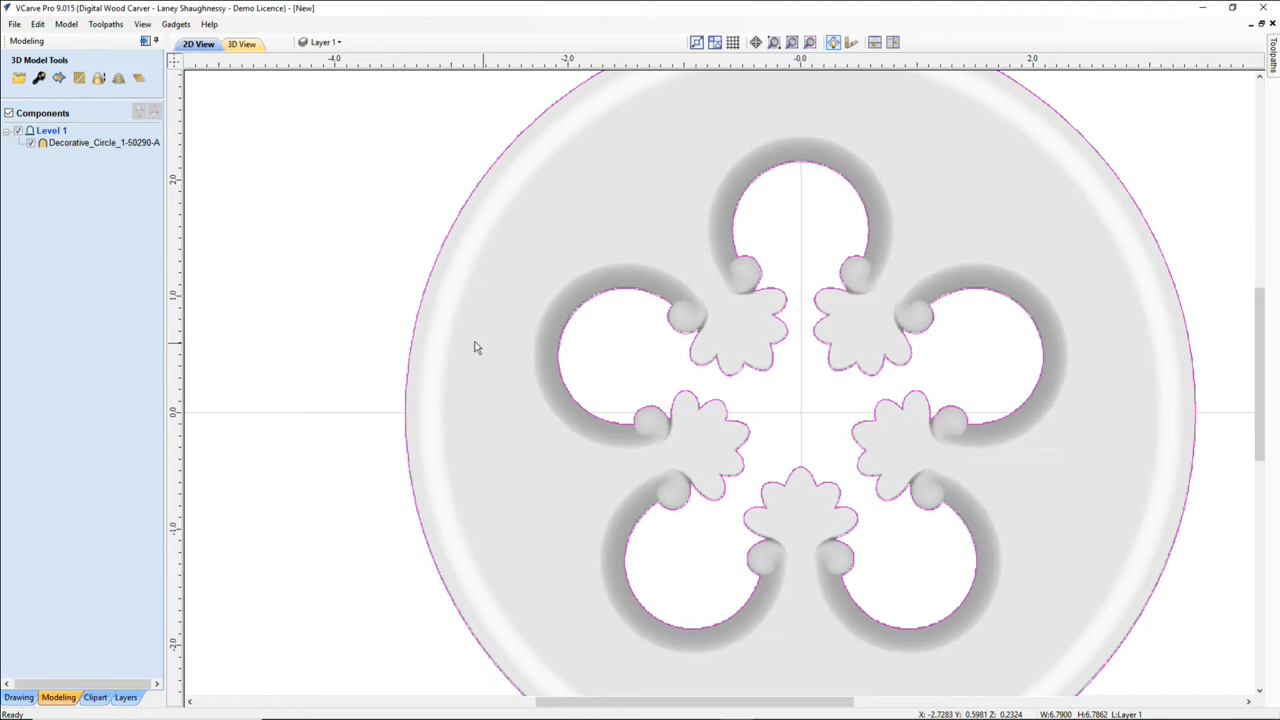 VCarve Pro 9.015 (Digital Wood Carver - Laney Shaughnessy - Demo Licence) - [New]
File Edit Model Toolpaths View Gadgets Help
Modeling
2D View 3D View Layer 1
Toolpaths
-4.0 -2.0 -0.0 2.0
3D Model Tools
Components
Level 1
Decorative_Circle_1-50290-A
2.0
1.0
0.0
-1.0
-2.0
Drawing Modeling Clipart Layers
Ready X: -2.7283 Y: 0.5981 Z: 0.2324 W:6.7900 H:6.7862 L:Layer 1